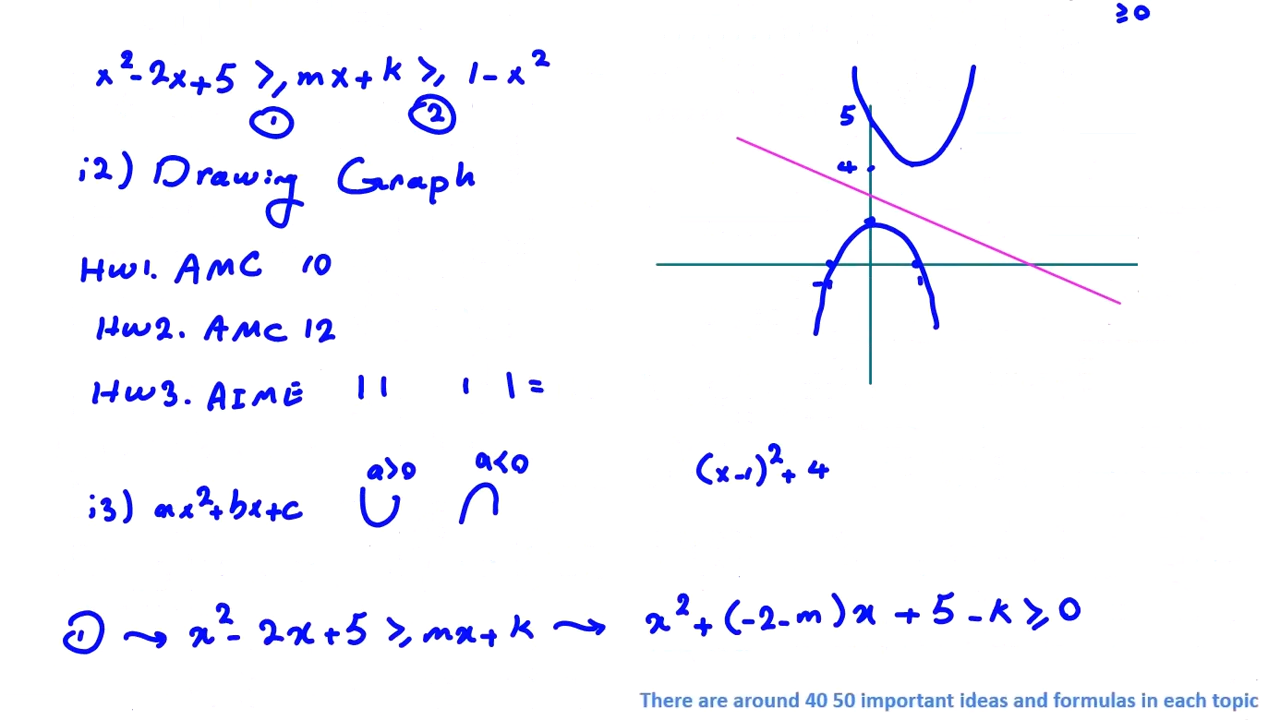 ≥0
x²-2x+5 ≥ mx+k ≥ 1-x²
① ②
i2) Drawing Graph
Hw1. AMC 10
Hw2. AMC 12
Hw3. AIME 11 1 1=
i3) ax²+bx+c a>0 a<0
5
4
-1 1
(x-1)²+4
① → x²-2x+5 ≥ mx+k → x²+(-2-m)x+5-k≥0
There are around 40 50 important ideas and formulas in each topic